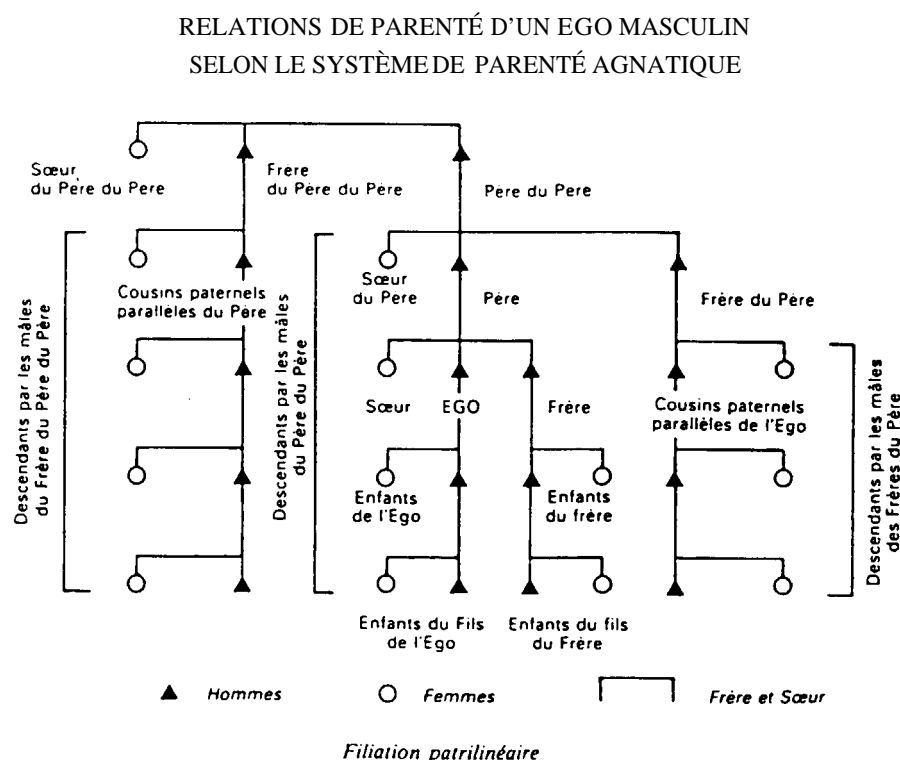 RELATIONS DE PARENTÉ D'UN EGO MASCULIN
SELON LE SYSTÈME DE PARENTÉ AGNATIQUE
Sœur
du Père du Pere
Frère
du Père du Père
Père du Pere
Descendants par les mâles
du Frère du Père du Père
Cousins paternels
parallèles du Père
Descendants par les mâles
du Père du Père
Sœur
du Père
Père
Frère du Père
Sœur
EGO
Frère
Cousins paternels
parallèles de l'Ego
Descendants par les mâles
des Frères du Père
Enfants
de l'Ego
Enfants
du frère
Enfants du Fils
de l'Ego
Enfants du fils
du Frère
Hommes
Femmes
Frère et Sœur
Filiation patrilinéaire